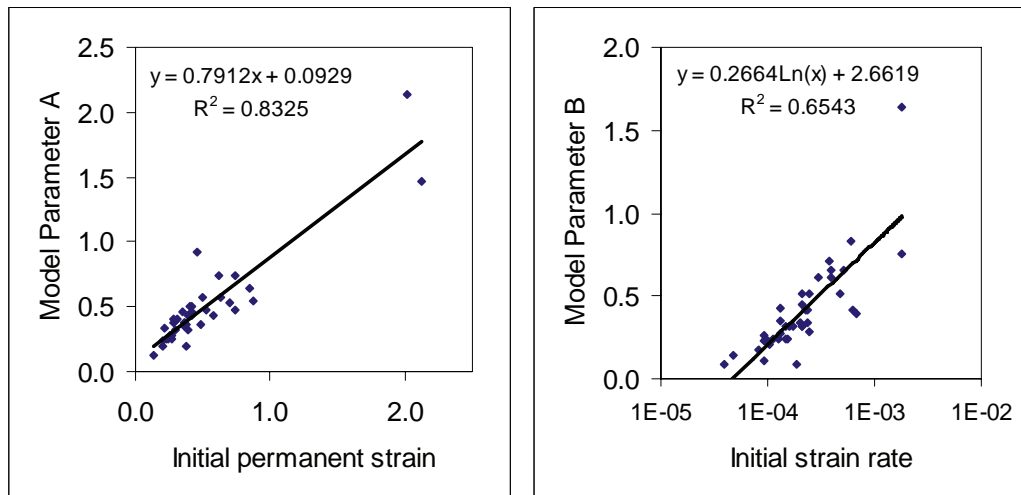 2.5
2.0
1.5
1.0
0.5
0.0
Model Parameter A
y = 0.7912x + 0.0929
R² = 0.8325
0.0 1.0 2.0
Initial permanent strain
2.0
1.5
1.0
0.5
0.0
Model Parameter B
y = 0.2664Ln(x) + 2.6619
R² = 0.6543
1E-05 1E-04 1E-03 1E-02
Initial strain rate